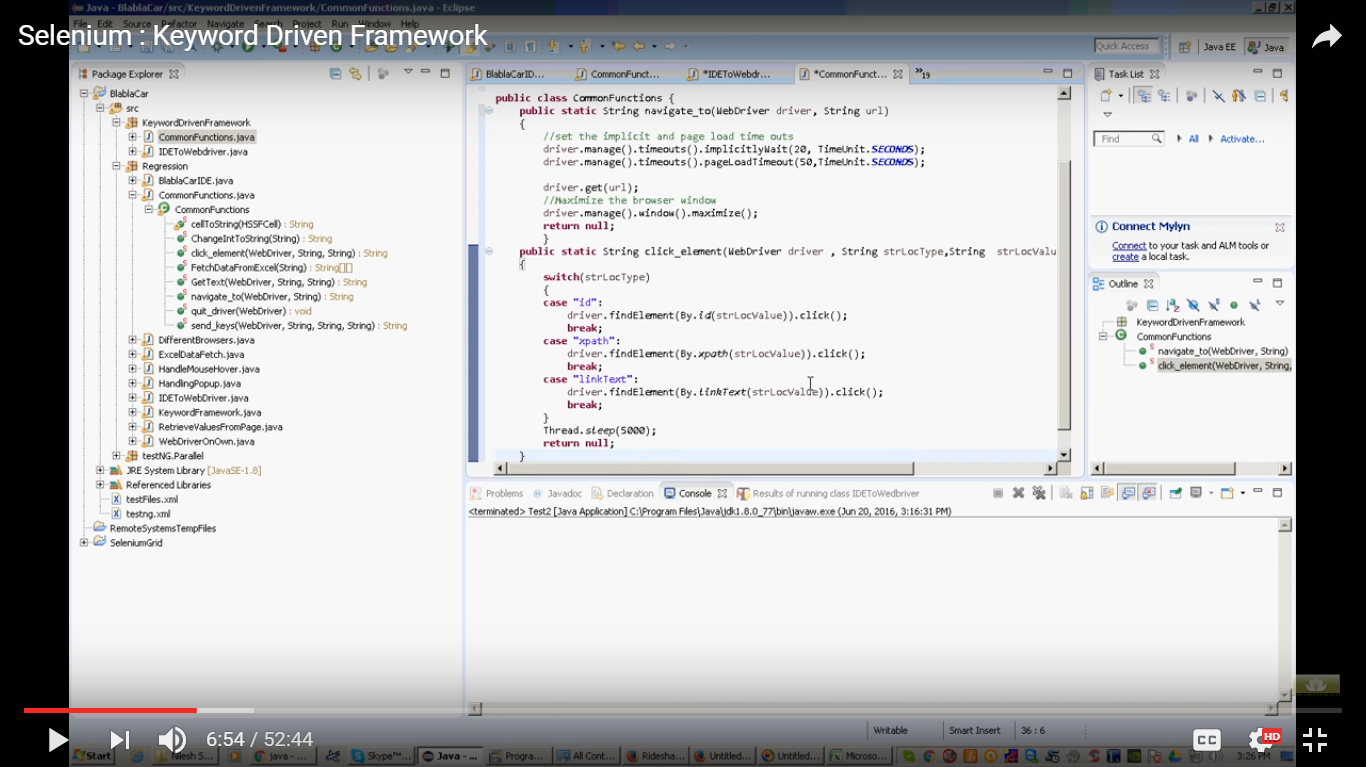 Java - BlablaCar/src/KeywordDrivenFramework/CommonFunctions.java - Eclipse
File Edit Source Refactor Navigate Search Project Run Window Help
Selenium : Keyword Driven Framework
Quick Access
Java EE
Java
Package Explorer
BlablaCar
src
KeywordDrivenFramework
CommonFunctions.java
IDEToWebdriver.java
Regression
BlablaCarIDE.java
CommonFunctions.java
CommonFunctions
cellToString(HSSFCell) : String
ChangeIntToString(String) : String
click_element(WebDriver, String, String) : String
FetchDataFromExcel(String) : String[][]
GetText(WebDriver, String, String) : String
navigate_to(WebDriver, String) : String
quit_driver(WebDriver) : void
send_keys(WebDriver, String, String, String) : String
DifferentBrowsers.java
ExcelDataFetch.java
HandleMouseHover.java
HandlingPopup.java
IDEToWebDriver.java
KeywordFramework.java
RetrieveValuesFromPage.java
WebDriverOnOwn.java
testNG.Parallel
JRE System Library [JavaSE-1.8]
Referenced Libraries
testFiles.xml
testng.xml
RemoteSystemsTempFiles
SeleniumGrid
BlablaCarID... CommonFunct... *IDEToWebdr... *CommonFunct... »19
public class CommonFunctions {
public static String navigate_to(WebDriver driver, String url)
{
//set the implicit and page load time outs
driver.manage().timeouts().implicitlyWait(20, TimeUnit.SECONDS);
driver.manage().timeouts().pageLoadTimeout(50,TimeUnit.SECONDS);
driver.get(url);
//Maximize the browser window
driver.manage().window().maximize();
return null;
}
public static String click_element(WebDriver driver , String strLocType,String strLocValu
{
switch(strLocType)
{
case "id":
driver.findElement(By.id(strLocValue)).click();
break;
case "xpath":
driver.findElement(By.xpath(strLocValue)).click();
break;
case "linkText":
driver.findElement(By.linkText(strLocValue)).click();
break;
}
Thread.sleep(5000);
return null;
}
Task List
Find
All
Activate...
Connect Mylyn
Connect to your task and ALM tools or
create a local task.
Outline
KeywordDrivenFramework
CommonFunctions
navigate_to(WebDriver, String)
click_element(WebDriver, String,
Problems Javadoc Declaration Console Results of running class IDEToWedbriver
<terminated> Test2 [Java Application] C:\Program Files\Java\jdk1.8.0_77\bin\javaw.exe (Jun 20, 2016, 3:16:31 PM)
Writable Smart Insert 36 : 6
6:54 / 52:44
CC
HD
Start Nilesh S... java - ... Skype™... Java - ... Progra... All Cont... Ridesha... Untitled... Untitled... Microso... 3:26 PM